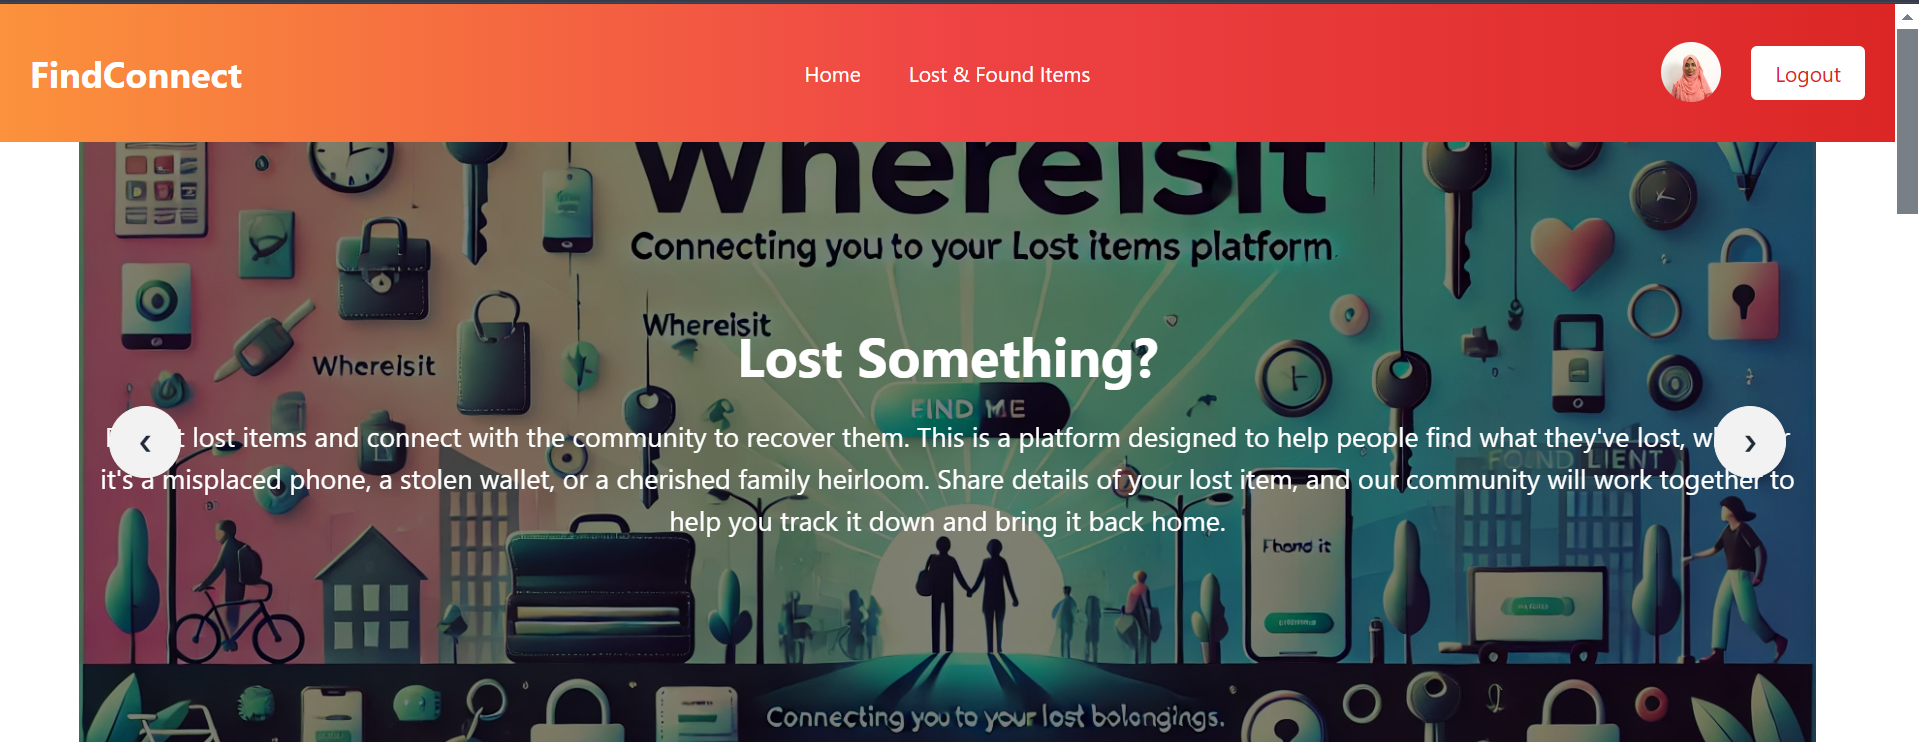 FindConnect
Home
Lost & Found Items
Logout
WhereIsit
Connecting you to your Lost items platform.
WhereIsit
WhereIsit
Lost Something?
FIND ME
lost items and connect with the community to recover them. This is a platform designed to help people find what they've lost,
it's a misplaced phone, a stolen wallet, or a cherished family heirloom. Share details of your lost item, and our community will work together to
help you track it down and bring it back home.
FOUND LIENT
Fhond it
Connecting you to your lost bolongings.